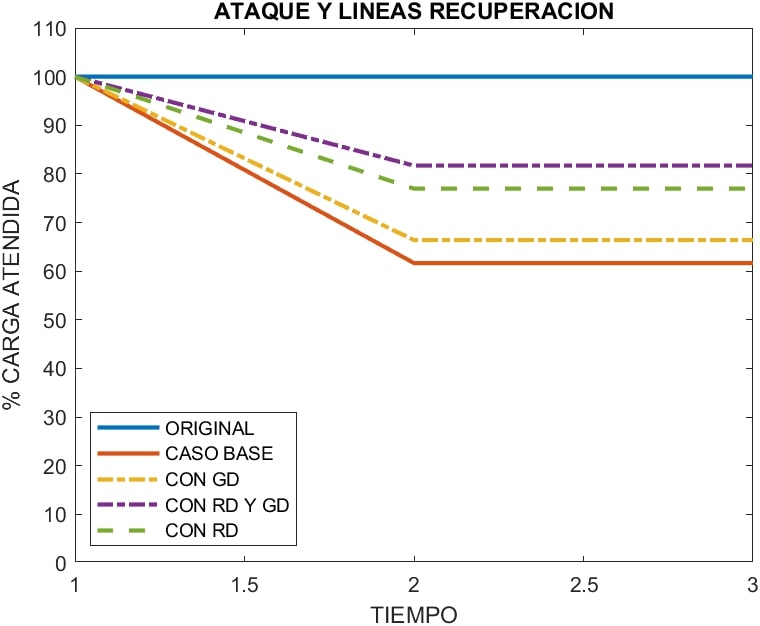 ATAQUE Y LINEAS RECUPERACION
% CARGA ATENDIDA
110
100
90
80
70
60
50
40
30
20
10
0
ORIGINAL
CASO BASE
CON GD
CON RD Y GD
CON RD
1
1.5
2
2.5
3
TIEMPO